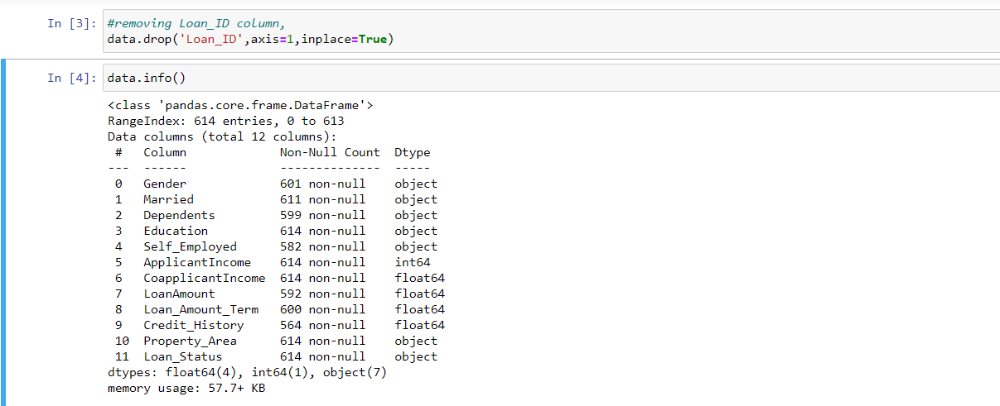 In [3]: #removing Loan_ID column,
data.drop('Loan_ID',axis=1,inplace=True)
In [4]: data.info()
<class 'pandas.core.frame.DataFrame'>
RangeIndex: 614 entries, 0 to 613
Data columns (total 12 columns):
 #   Column             Non-Null Count  Dtype
---  ------             --------------  -----
 0   Gender             601 non-null    object
 1   Married            611 non-null    object
 2   Dependents         599 non-null    object
 3   Education          614 non-null    object
 4   Self_Employed      582 non-null    object
 5   ApplicantIncome    614 non-null    int64
 6   CoapplicantIncome  614 non-null    float64
 7   LoanAmount         592 non-null    float64
 8   Loan_Amount_Term   600 non-null    float64
 9   Credit_History     564 non-null    float64
 10  Property_Area      614 non-null    object
 11  Loan_Status        614 non-null    object
dtypes: float64(4), int64(1), object(7)
memory usage: 57.7+ KB